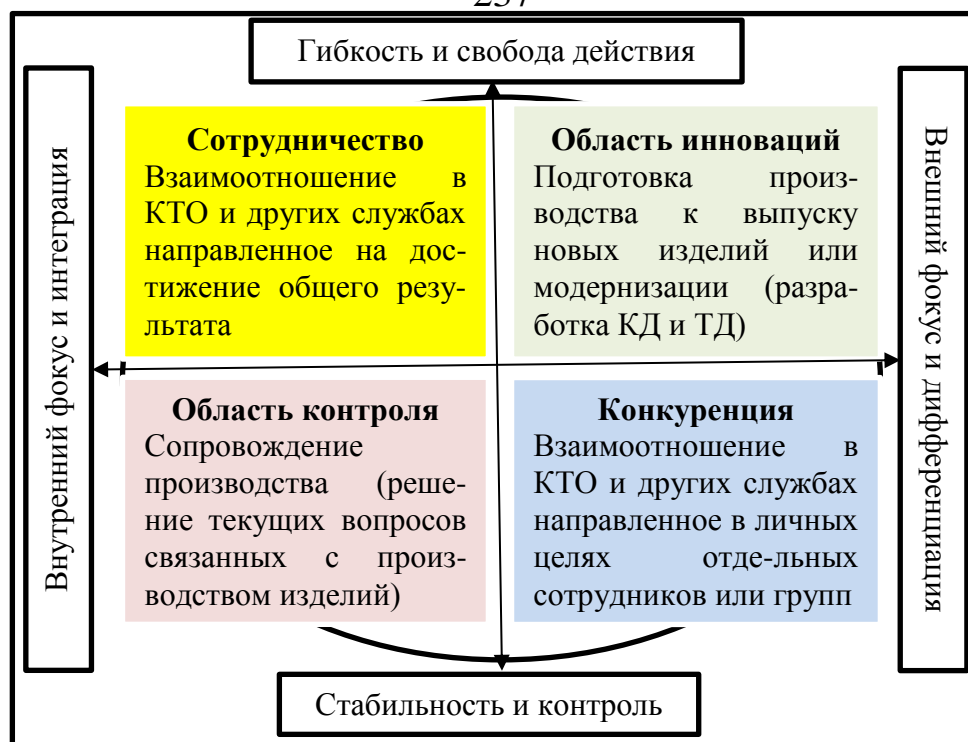 Гибкость и свобода действия
Внутренний фокус и интеграция
Сотрудничество
Взаимоотношение в
КТО и других службах
направленное на дос-
тижение общего резу-
льтата
Область инноваций
Подготовка произ-
водства к выпуску
новых изделий или
модернизации (разра-
ботка КД и ТД)
Область контроля
Сопровождение
производства (реше-
ние текущих вопросов
связанных с произ-
водством изделий)
Конкуренция
Взаимоотношение в
КТО и других службах
направленное в личных
целях отде-льных
сотрудников или групп
Внешний фокус и дифференциация
Стабильность и контроль